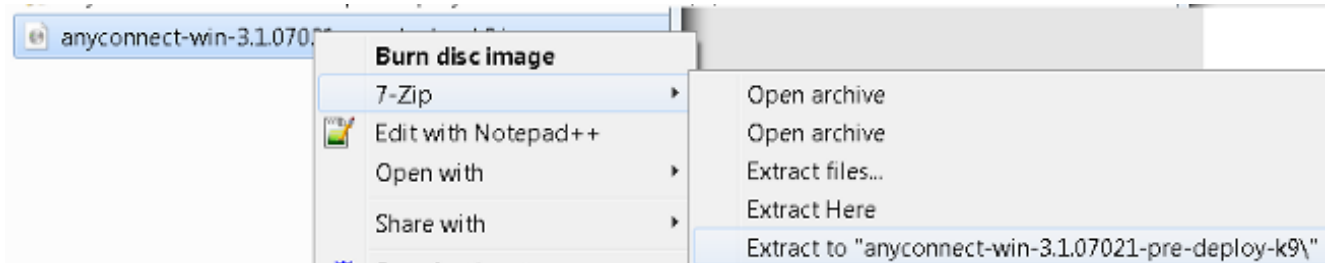 anyconnect-win-3.1.070
Burn disc image
7-Zip
Open archive
Open archive
Edit with Notepad++
Extract files...
Open with
Extract Here
Share with
Extract to "anyconnect-win-3.1.07021-pre-deploy-k9\"